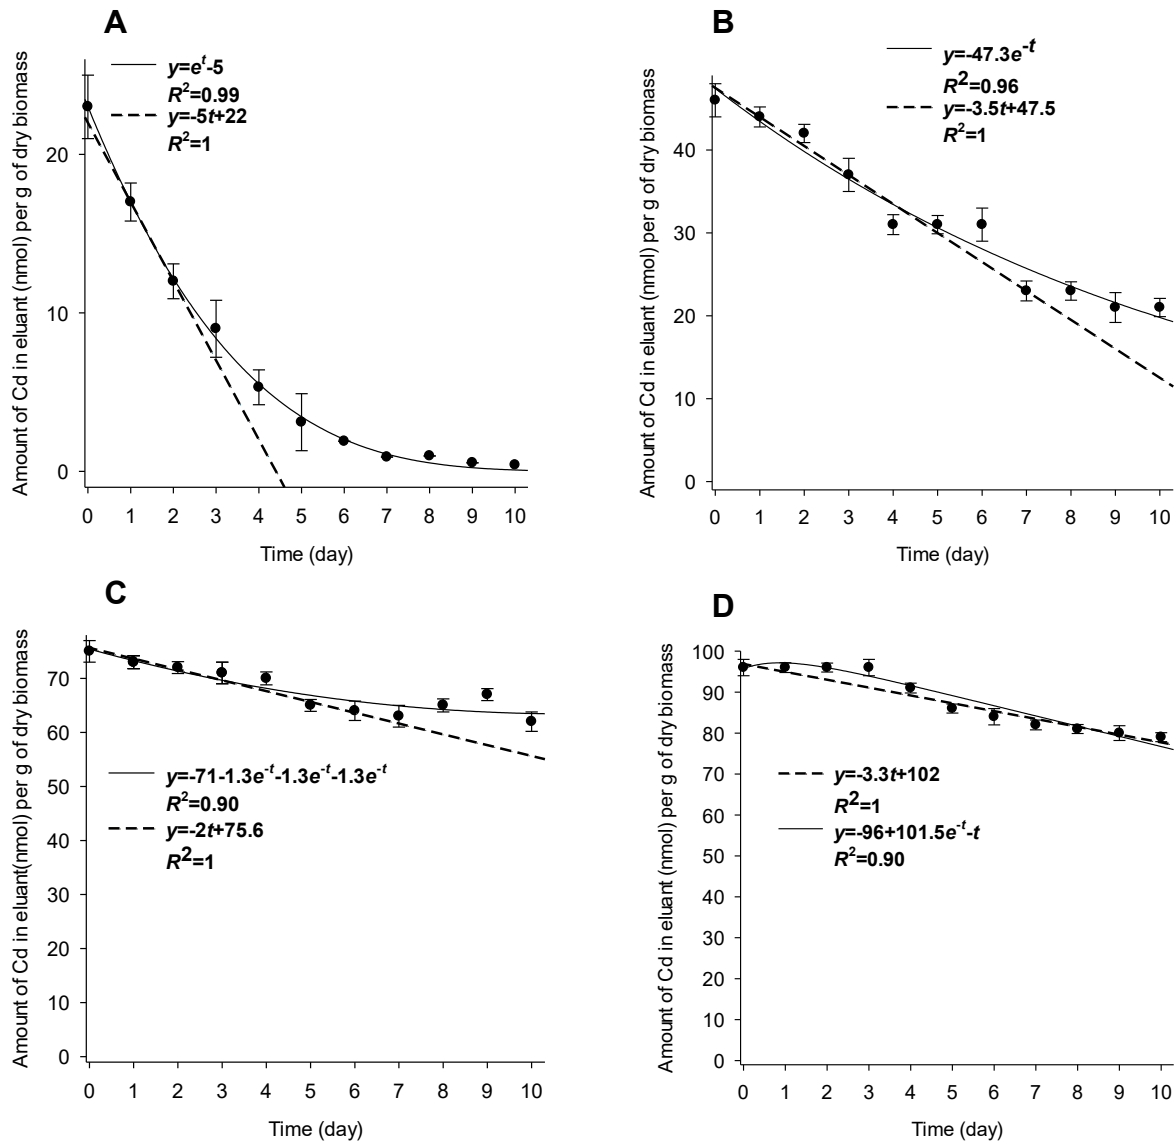 A
Amount of Cd in eluant (nmol) per g of dry biomass
y=e^t-5
R²=0.99
y=-5t+22
R²=1
20
10
0
0 1 2 3 4 5 6 7 8 9 10
Time (day)
B
Amount of Cd in eluant (nmol) per g of dry biomass
y=-47.3e^-t
R²=0.96
y=-3.5t+47.5
R²=1
40
30
20
10
0
0 1 2 3 4 5 6 7 8 9 10
Time (day)
C
Amount of Cd in eluant(nmol) per g of dry biomass
70
60
50
40
30
20
10
0
y=-71-1.3e^-t-1.3e^-t-1.3e^-t
R²=0.90
y=-2t+75.6
R²=1
0 1 2 3 4 5 6 7 8 9 10
Time (day)
D
Amount of Cd in eluant (nmol) per g of dry biomass
100
90
80
70
60
50
40
30
20
10
0
y=-3.3t+102
R²=1
y=-96+101.5e^-t-t
R²=0.90
0 1 2 3 4 5 6 7 8 9 10
Time (day)